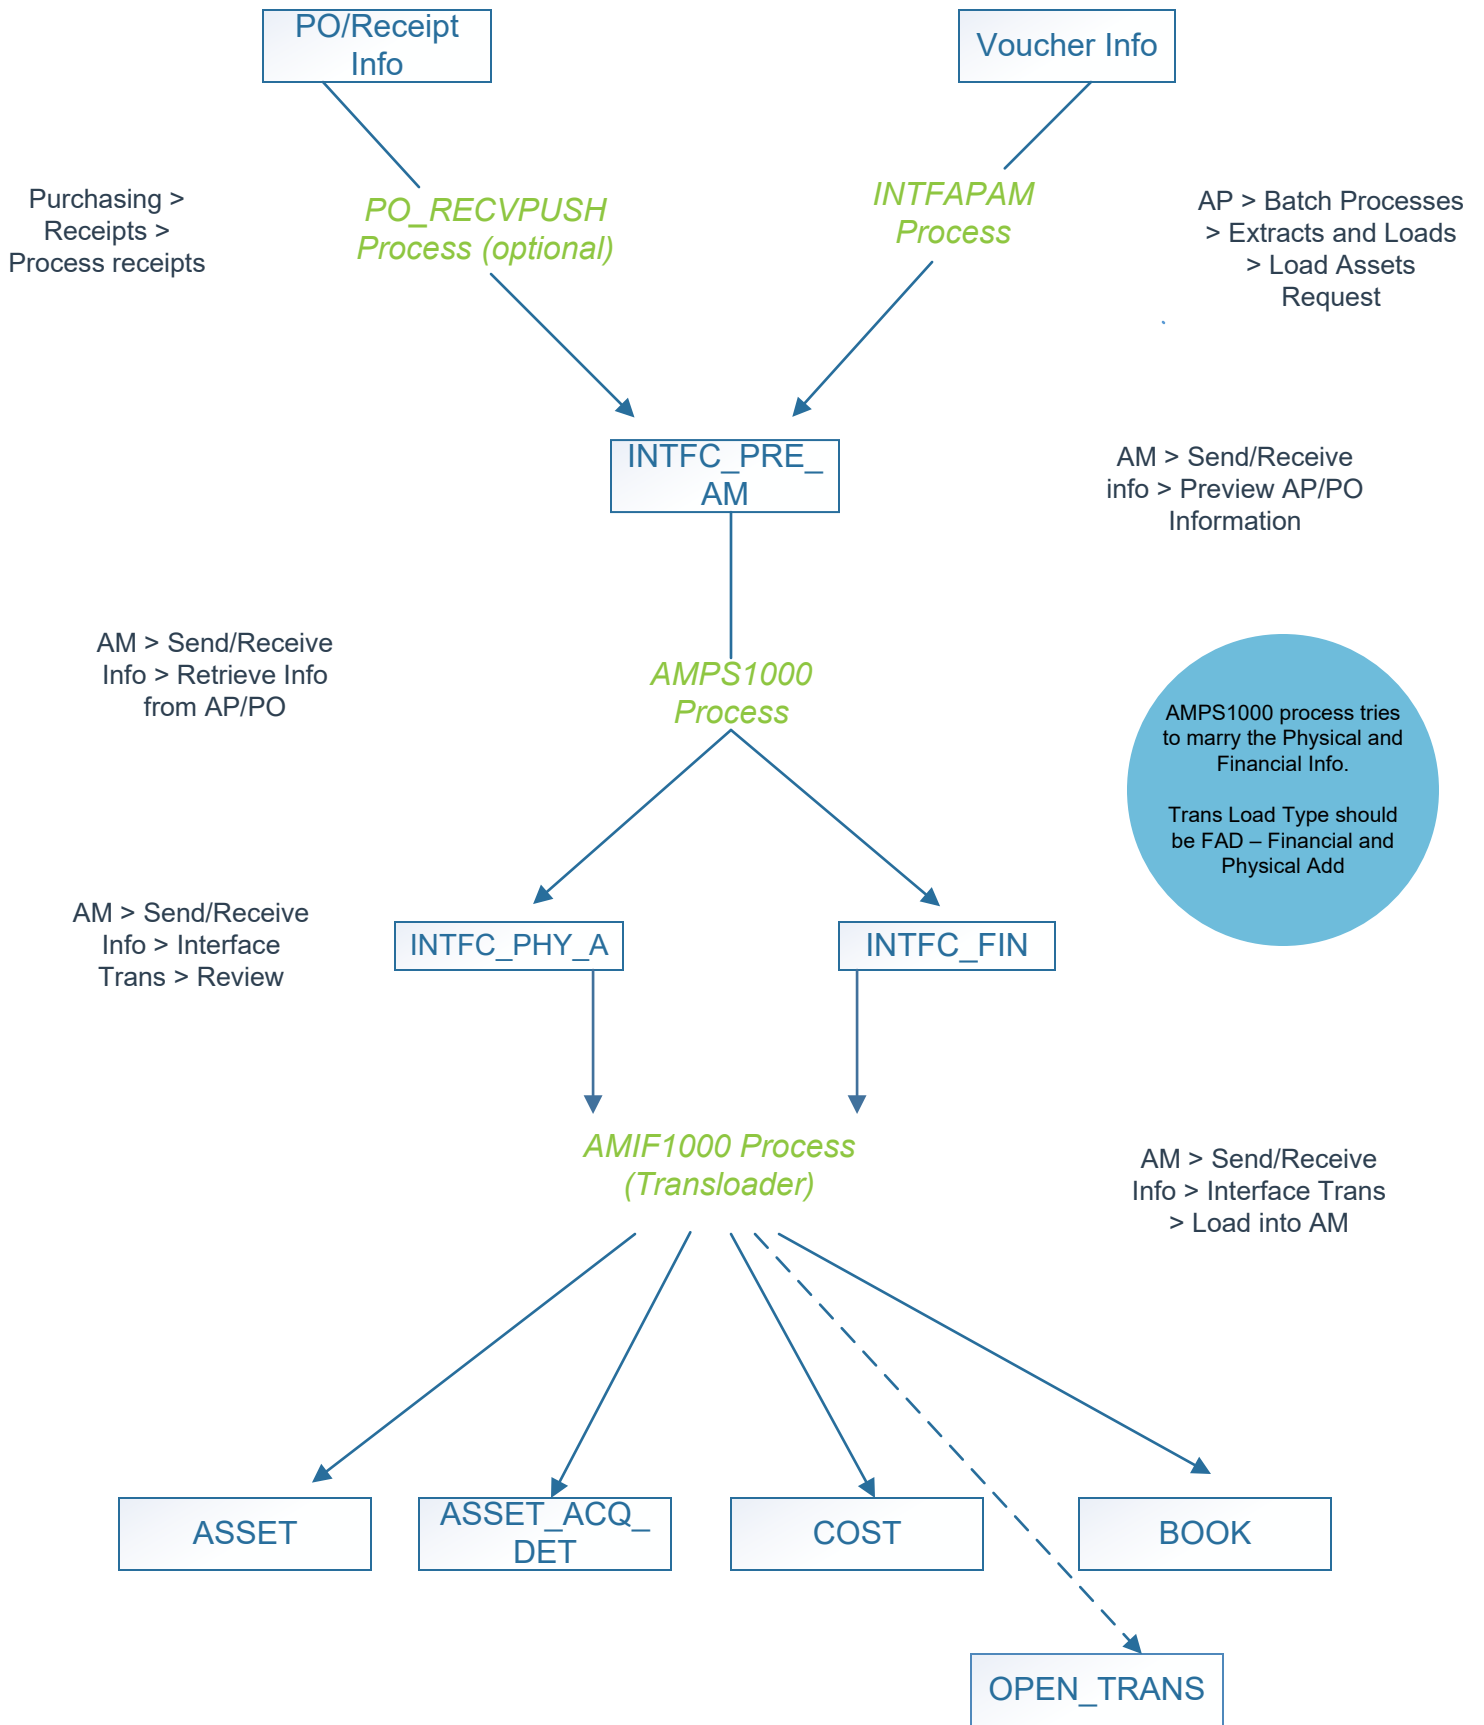 PO/Receipt
Info
Voucher Info
Purchasing >
Receipts >
Process receipts
PO_RECVPUSH
Process (optional)
INTFAPAM
Process
AP > Batch Processes
> Extracts and Loads
> Load Assets
Request
INTFC_PRE_
AM
AM > Send/Receive
info > Preview AP/PO
Information
AM > Send/Receive
Info > Retrieve Info
from AP/PO
AMPS1000
Process
AMPS1000 process tries
to marry the Physical and
Financial Info.
Trans Load Type should
be FAD – Financial and
Physical Add
AM > Send/Receive
Info > Interface
Trans > Review
INTFC_PHY_A
INTFC_FIN
AMIF1000 Process
(Transloader)
AM > Send/Receive
Info > Interface Trans
> Load into AM
ASSET
ASSET_ACQ_
DET
COST
BOOK
OPEN_TRANS